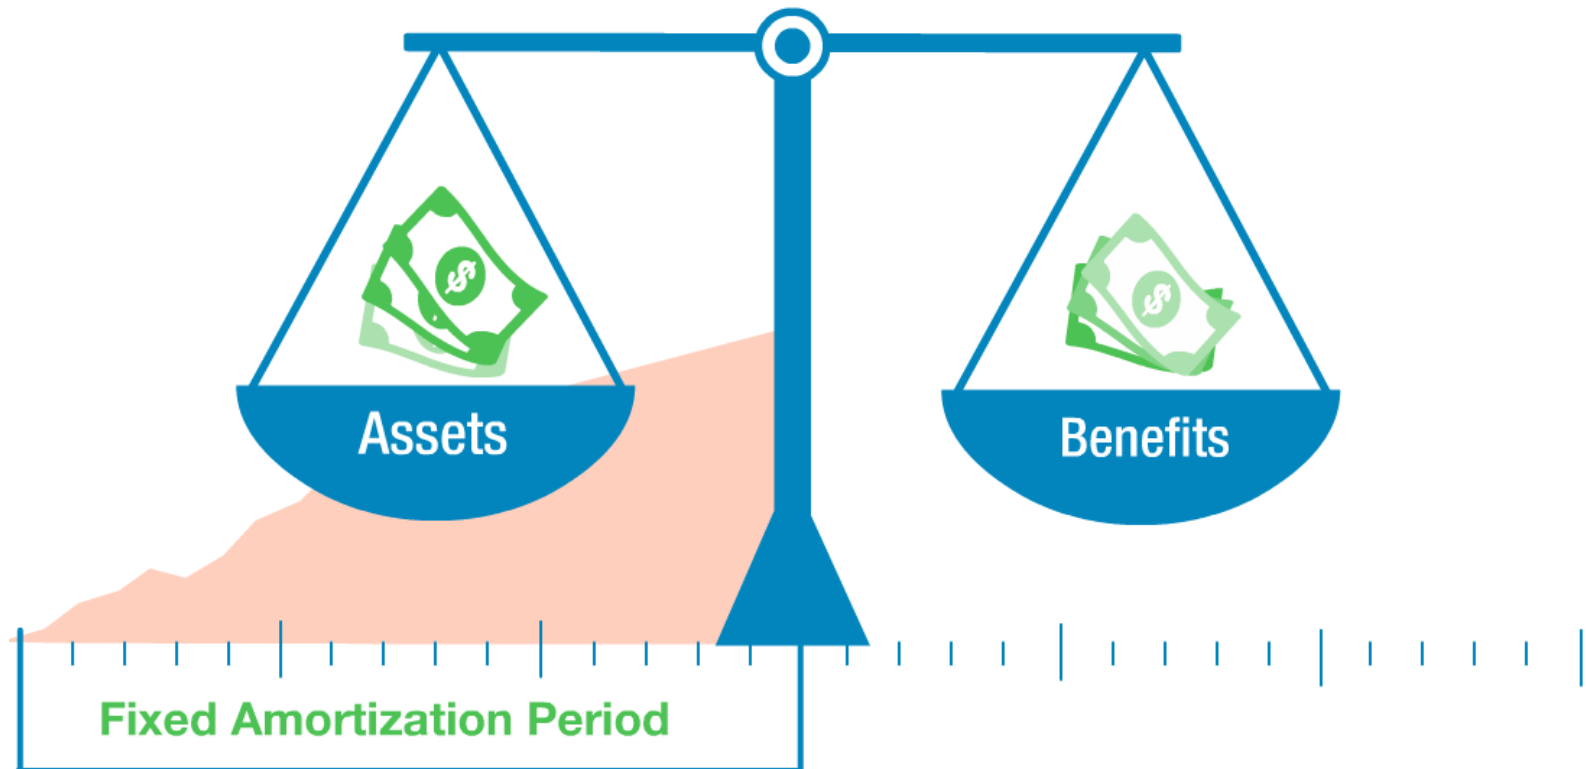 $
$
Assets
Benefits
Fixed Amortization Period